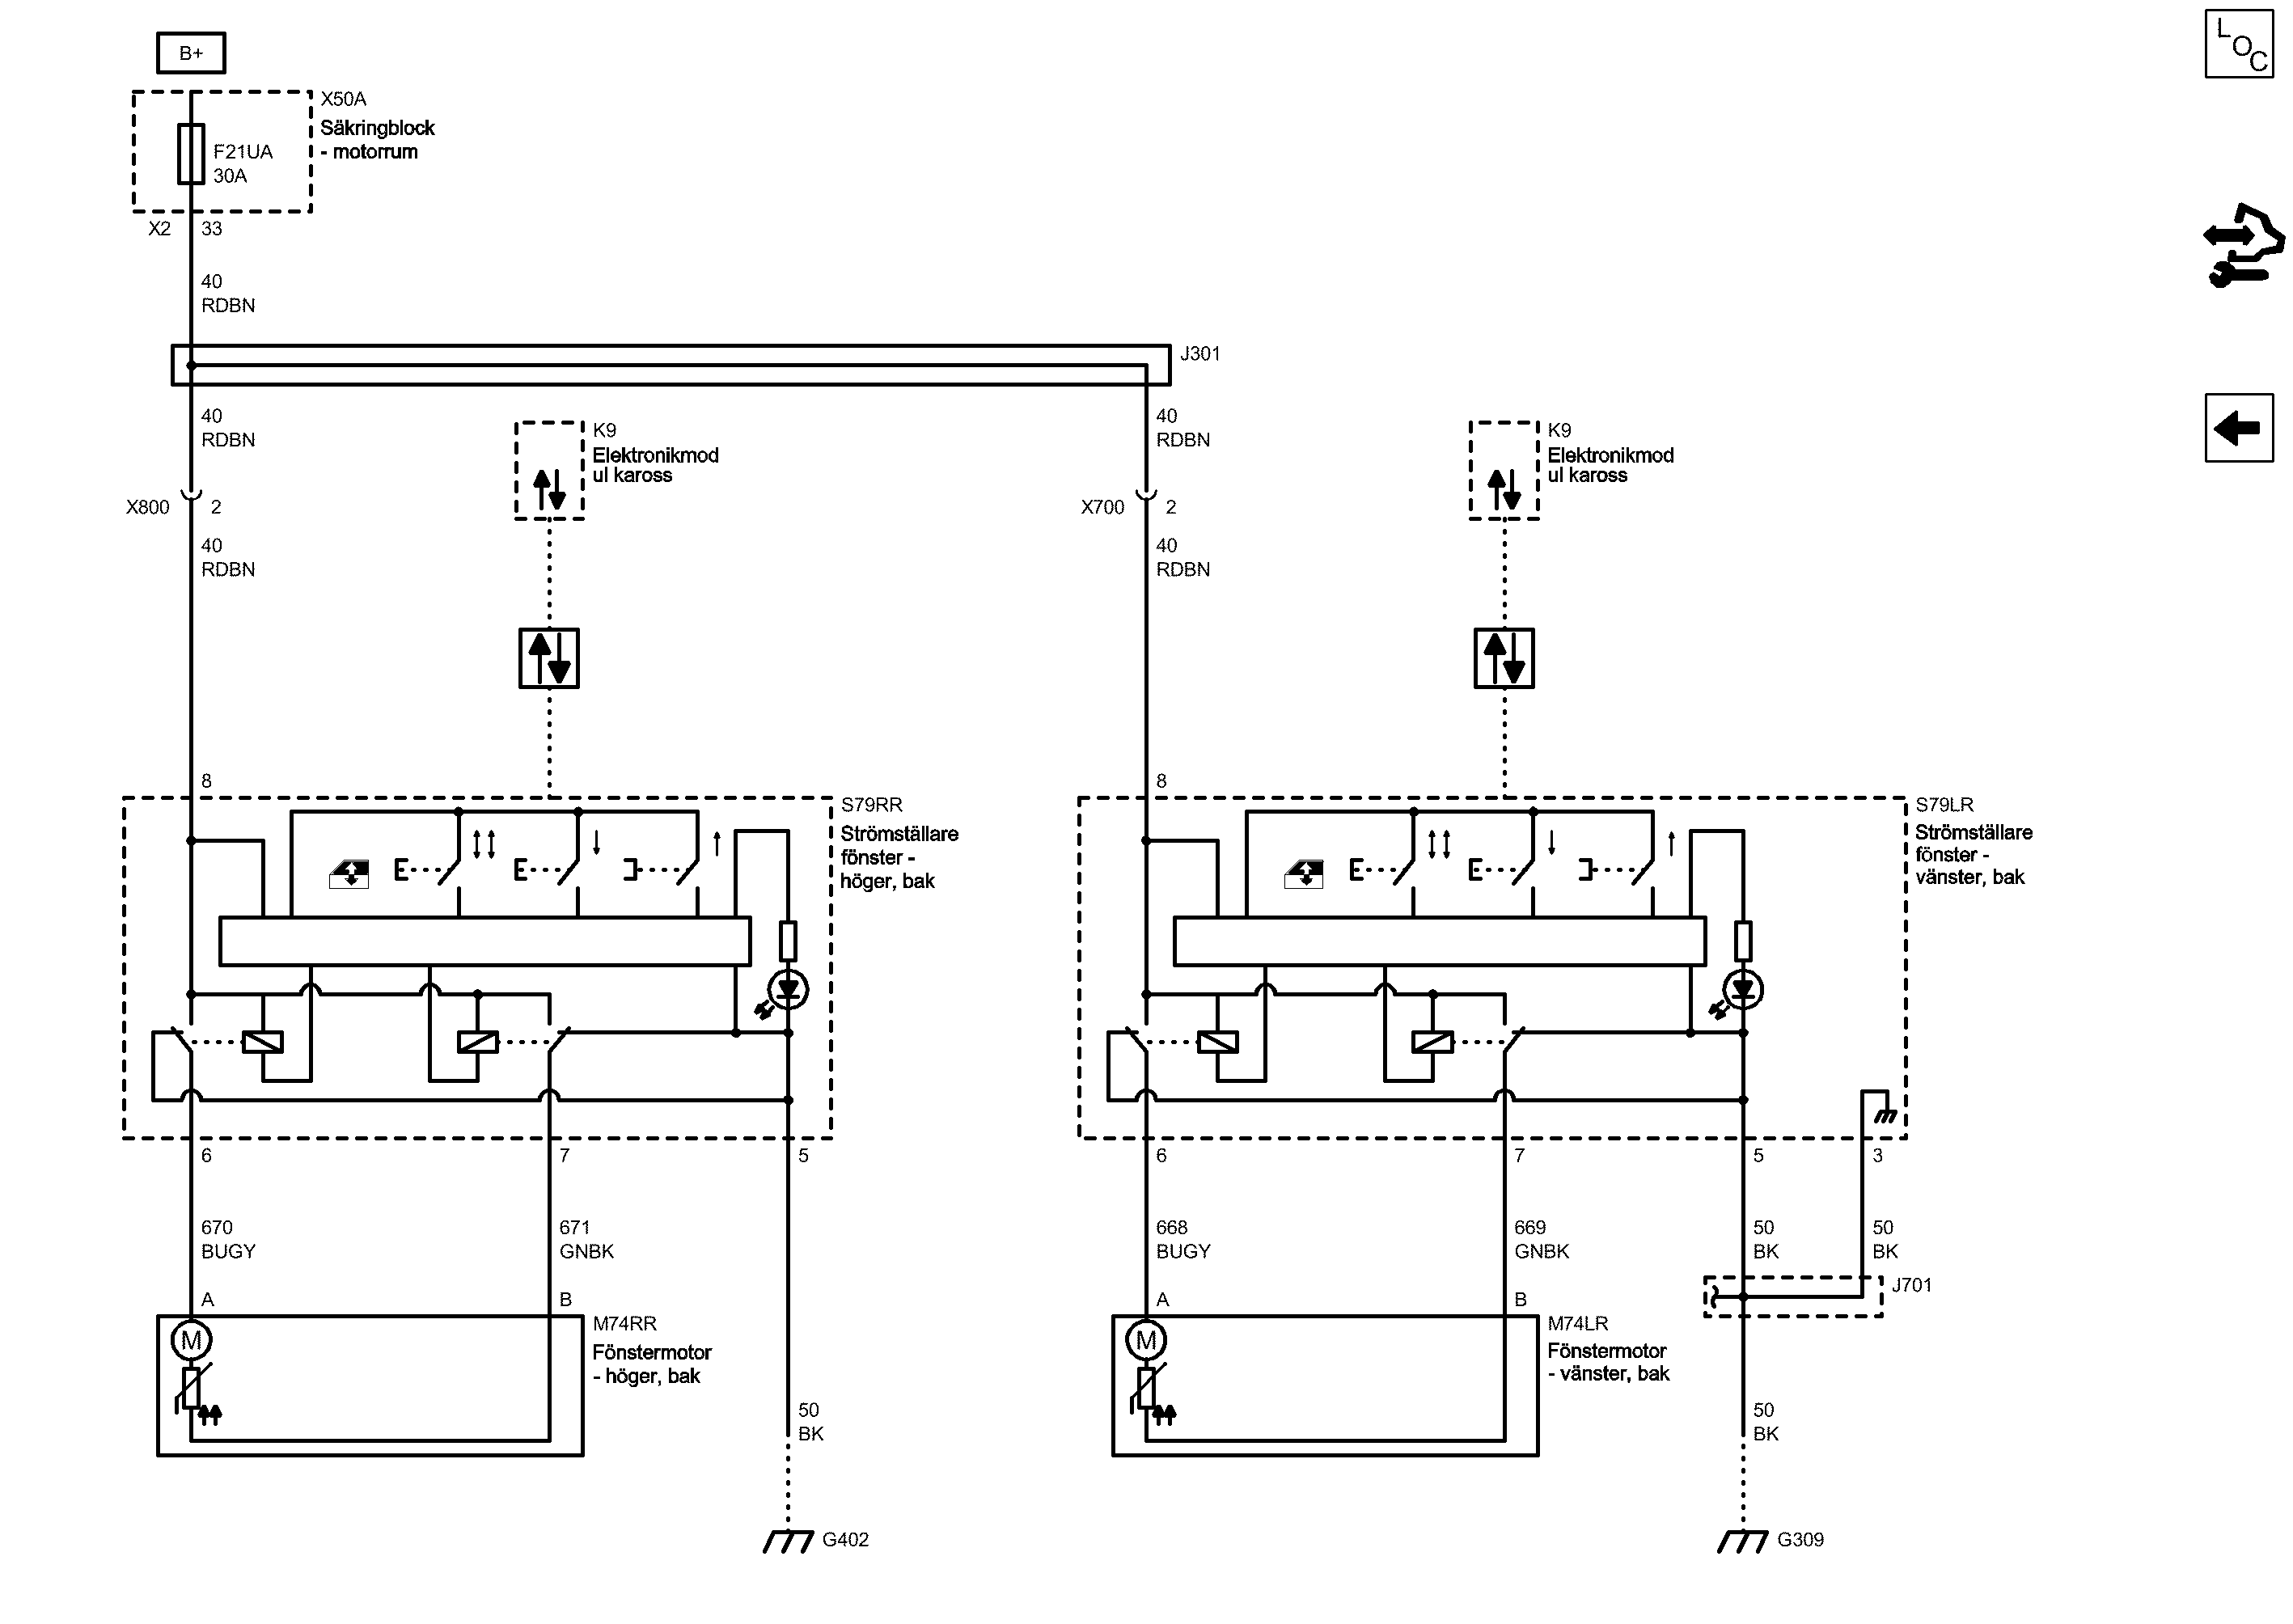 LOC
B+
X50A
Säkringblock
- motorrum
F21UA
30A
X2 33
40
RDBN
J301
40
RDBN
K9
Elektronikmod
ul kaross
X800 2
40
RDBN
40
RDBN
K9
Elektronikmod
ul kaross
X700 2
40
RDBN
8
S79RR
Strömställare
fönster -
höger, bak
6
7
5
670
BUGY
671
GNBK
A
B
M
M74RR
Fönstermotor
- höger, bak
50
BK
G402
8
S79LR
Strömställare
fönster -
vänster, bak
6
7
5
3
668
BUGY
669
GNBK
50
BK
50
BK
J701
A
B
M
M74LR
Fönstermotor
- vänster, bak
50
BK
G309